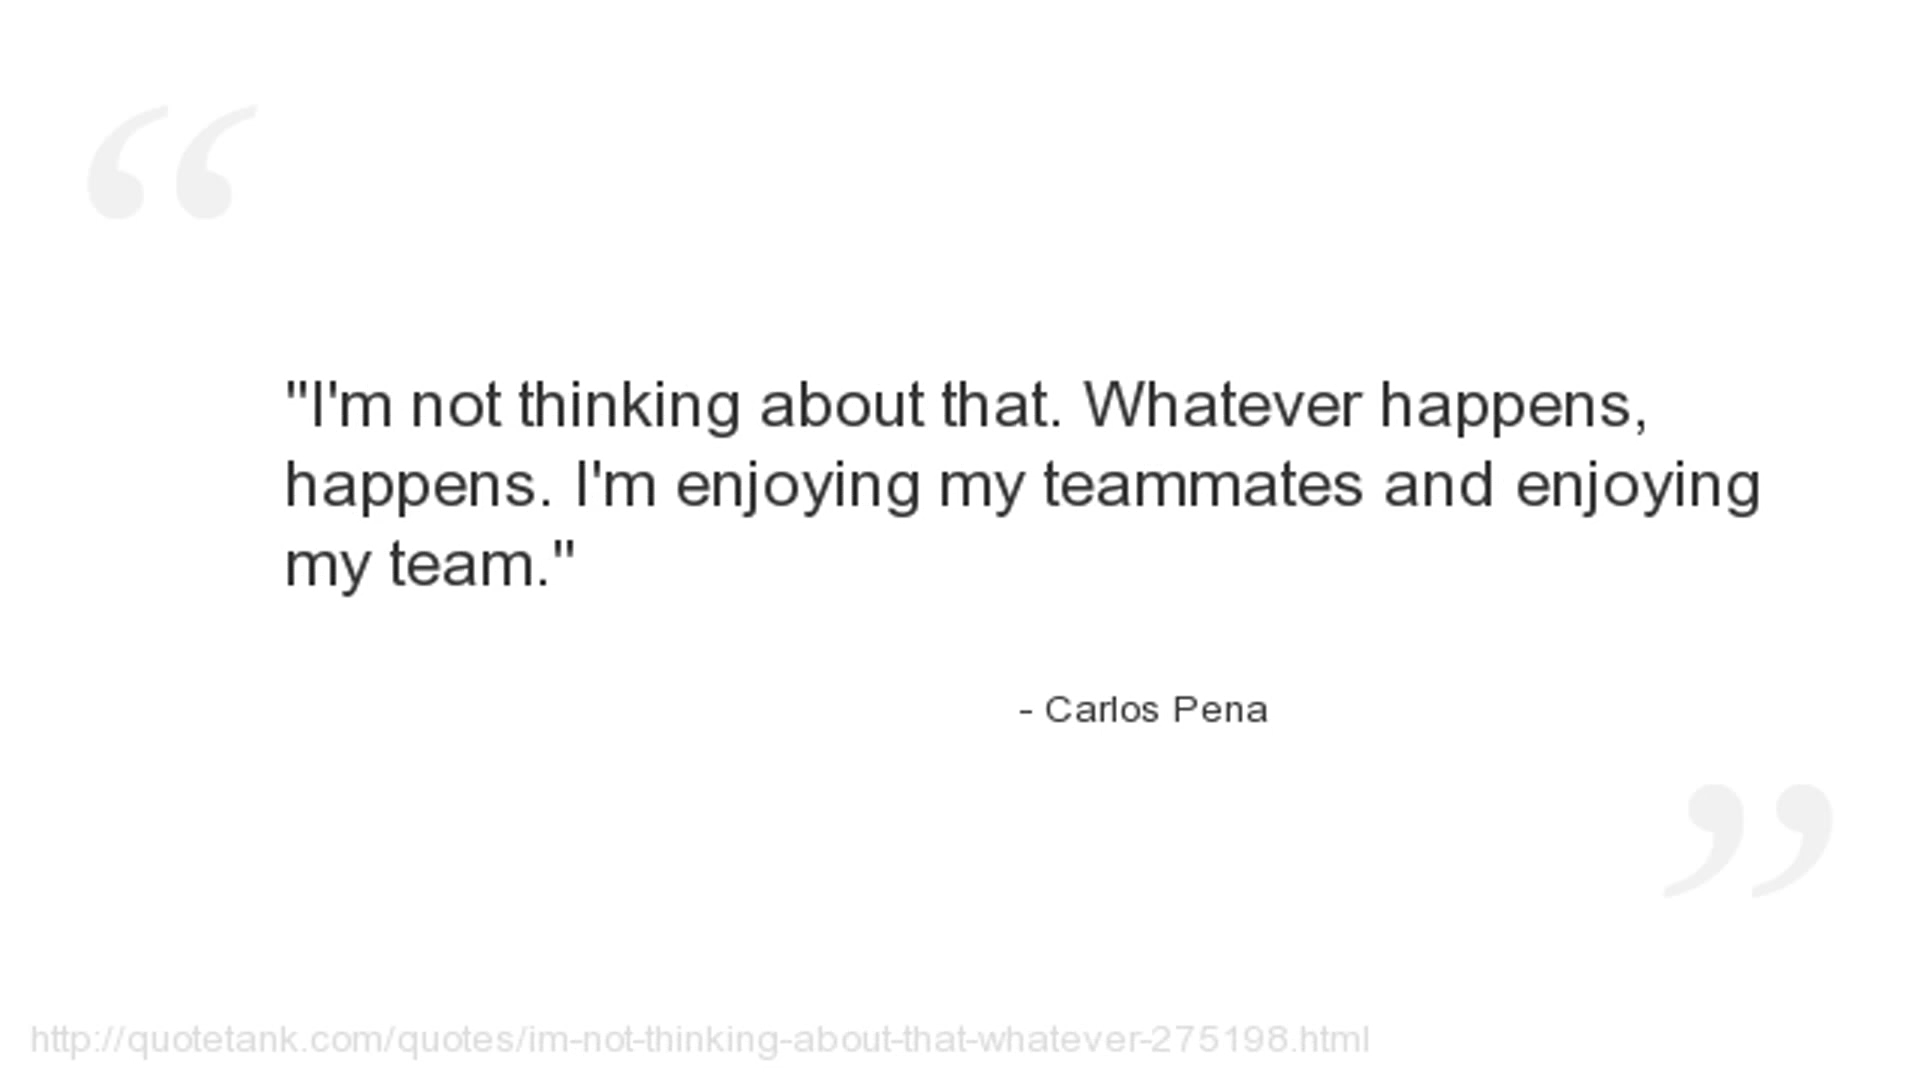 "I'm not thinking about that. Whatever happens,
happens. I'm enjoying my teammates and enjoying
my team."
- Carlos Pena
http://quotetank.com/quotes/im-not-thinking-about-that-whatever-275198.html